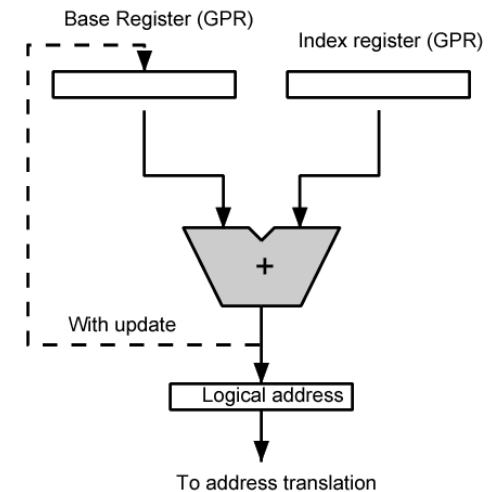 Base Register (GPR)
Index register (GPR)
+
With update
Logical address
To address translation